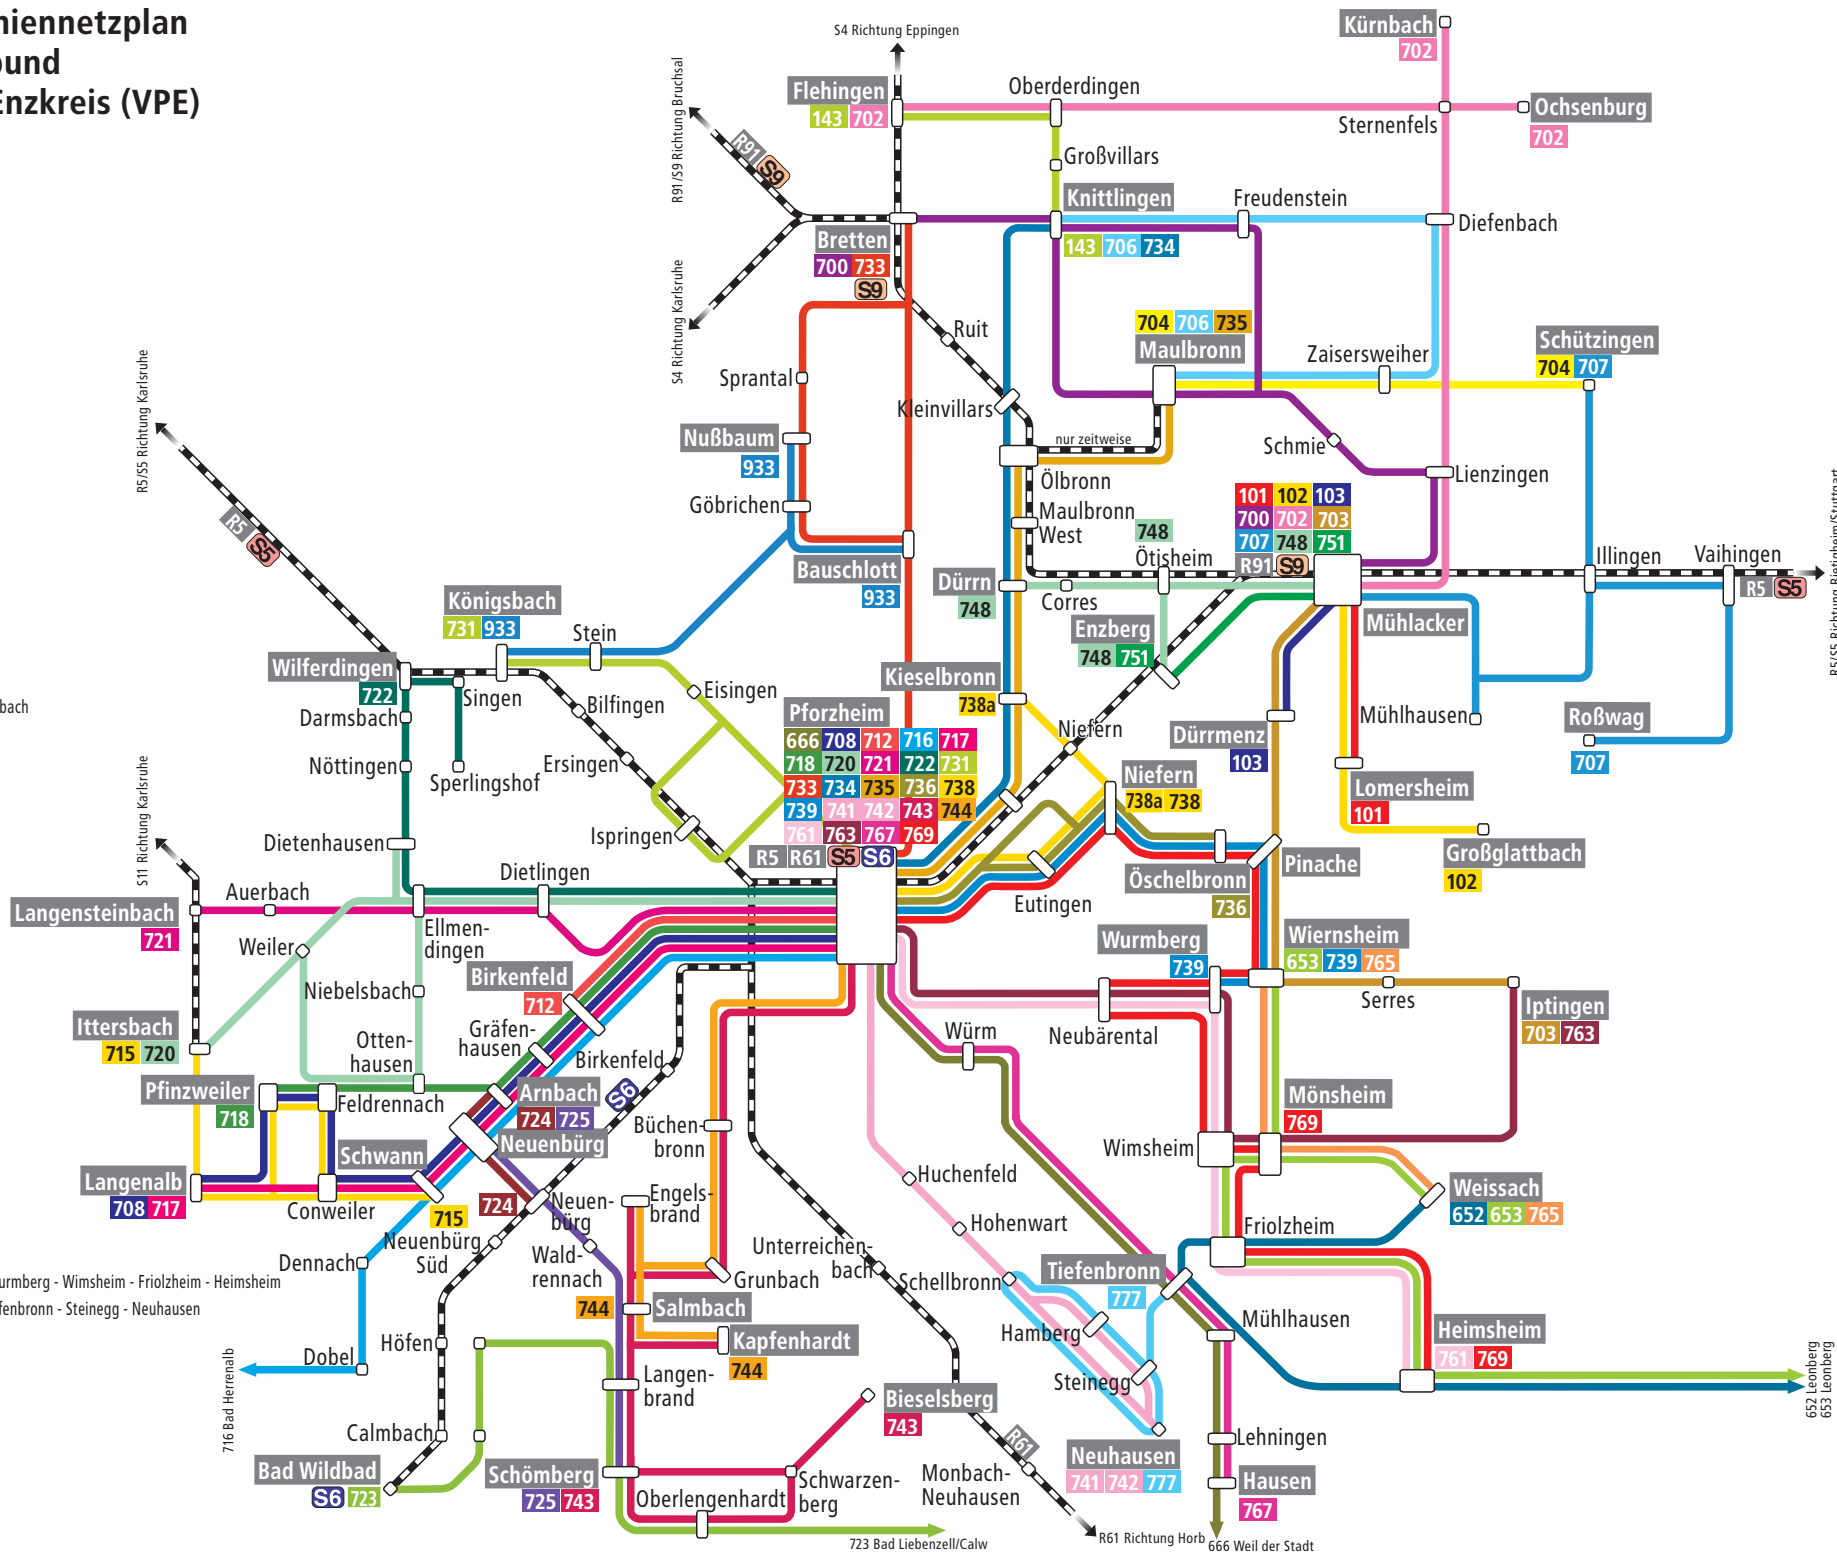 niennetzplan
ound
Enzkreis (VPE)
S4 Richtung Eppingen
R91/S9 Richtung Bruchsal
R91 S9
S4 Richtung Karlsruhe
Kürnbach
702
Flehingen
143 702
Oberderdingen
Sternenfels
Ochsenburg
702
Großvillars
Knittlingen
143 706 734
Freudenstein
Diefenbach
Bretten
700 733
S9
Ruit
704 706 735
Maulbronn
Zaisersweiher
Schützingen
704 707
Sprantal
Kleinvillars
nur zeitweise
Schmie
Lienzingen
Nußbaum
933
Göbrichen
Bauschlott
933
Ölbronn
Maulbronn
West
748
Ötisheim
101 102 103
700 702 703
707 748 751
R91 S9
Mühlacker
Illingen
Vaihingen
R5 S5
R5/S5 Richtung Bietigheim/Stuttgart
R5/S5 Richtung Karlsruhe
R5 S5
Dürrn
748
Corres
Enzberg
748 751
Königsbach
731 933
Stein
Wilferdingen
722
Singen
Darmsbach
Nöttingen
Sperlingshof
Bilfingen
Ersingen
Eisingen
Ispringen
bach
Kieselbronn
738a
Niefern
Pforzheim
666 708 712 716 717
718 720 721 722 731
733 734 735 736 738
739 741 742 743 744
761 763 767 769
R5 R61 S5 S6
Niefern
738a 738
Dürrmenz
103
Mühlhausen
Roßwag
707
Lomersheim
101
Großglattbach
102
S11 Richtung Karlsruhe
Dietenhausen
Auerbach
Dietlingen
Langensteinbach
721
Ellmen-
dingen
Weiler
Niebelsbach
Eutingen
Öschelbronn
736
Pinache
Wurmberg
739
Wiernsheim
653 739 765
Serres
Iptingen
703 763
Neubärental
Birkenfeld
712
Gräfen-
hausen
Birkenfeld
S6
Ittersbach
715 720
Otten-
hausen
Pfinzweiler
718
Feldrennach
Arnbach
724 725
Neuenbürg
Schwann
Langenalb
708 717
Conweiler
715
724
Neuen-
bürg
Neuenbürg
Süd
Wald-
rennach
Dennach
Dobel
716 Bad Herrenalb
Höfen
Calmbach
Bad Wildbad
S6 723
Würm
Büchen-
bronn
Engels-
brand
Grunbach
744
Salmbach
Kapfenhardt
744
Langen-
brand
Unterreichen-
bach
Huchenfeld
Hohenwart
Schellbronn
Tiefenbronn
777
Hamberg
Steinegg
Neuhausen
741 742 777
Mönsheim
769
Wimsheim
Weissach
652 653 765
Friolzheim
Mühlhausen
Heimsheim
761 769
652 Leonberg
653 Leonberg
Lehningen
Hausen
767
666 Weil der Stadt
Bieselsberg
743
Schömberg
725 743
Oberlengenhardt
Schwarzen-
berg
R61
Monbach-
Neuhausen
R61 Richtung Horb
723 Bad Liebenzell/Calw
urmberg - Wimsheim - Friolzheim - Heimsheim
fenbronn - Steinegg - Neuhausen